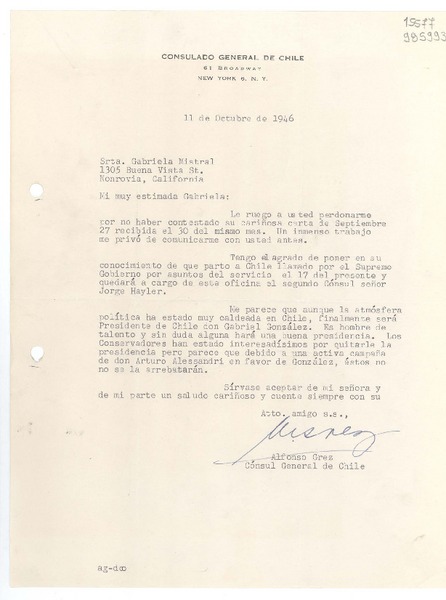 15677
985993
CONSULADO GENERAL DE CHILE
61 BROADWAY
NEW YORK 6, N. Y.
11 de Octubre de 1946
Srta. Gabriela Mistral
1305 Buena Vista St.
Monrovia, California
Mi muy estimada Gabriela:
Le ruego a usted perdonarme
por no haber contestado su cariñosa carta de Septiembre
27 recibida el 30 del mismo mes. Un immenso trabajo
me privó de comunicarme con usted antes.
Tengo el agrado de poner en su
conocimiento de que parto a Chile llamado por el Supremo
Gobierno por asuntos del servicio el 17 del presente y
quedará a cargo de esta oficina el segundo Cónsul señor
Jorge Hayler.
Me parece que aunque la atmósfera
política ha estado muy caldeada en Chile, finalmente será
Presidente de Chile con Gabriel González. Es hombre de
talento y sin duda alguna hará una buena presidencia. Los
Conservadores han estado interesadísimos por quitarle la
presidencia pero parece que debido a una activa campaña
de don Arturo Alessandri en favor de González, éstos no
no se la arrebatarán.
Sírvase aceptar de mi señora y
de mi parte un saludo cariñoso y cuente siempre con su
Atto. amigo s.s.,
Alfonso Grez
Cónsul General de Chile
ag-doo